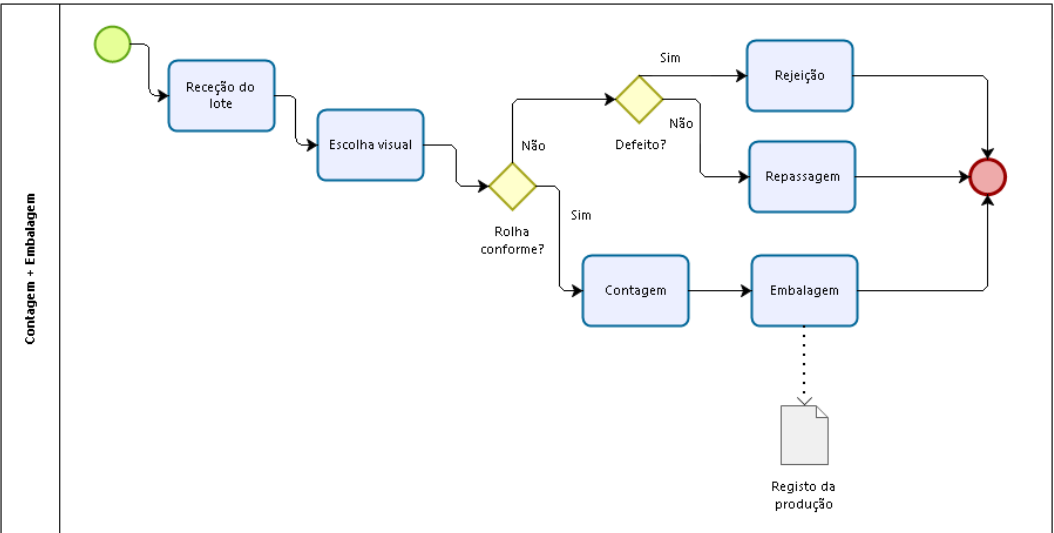 Contagem + Embalagem
Receção do
lote
Escolha visual
Rolha
conforme?
Não
Sim
Defeito?
Sim
Não
Rejeição
Repassagem
Contagem
Embalagem
Registo da
produção